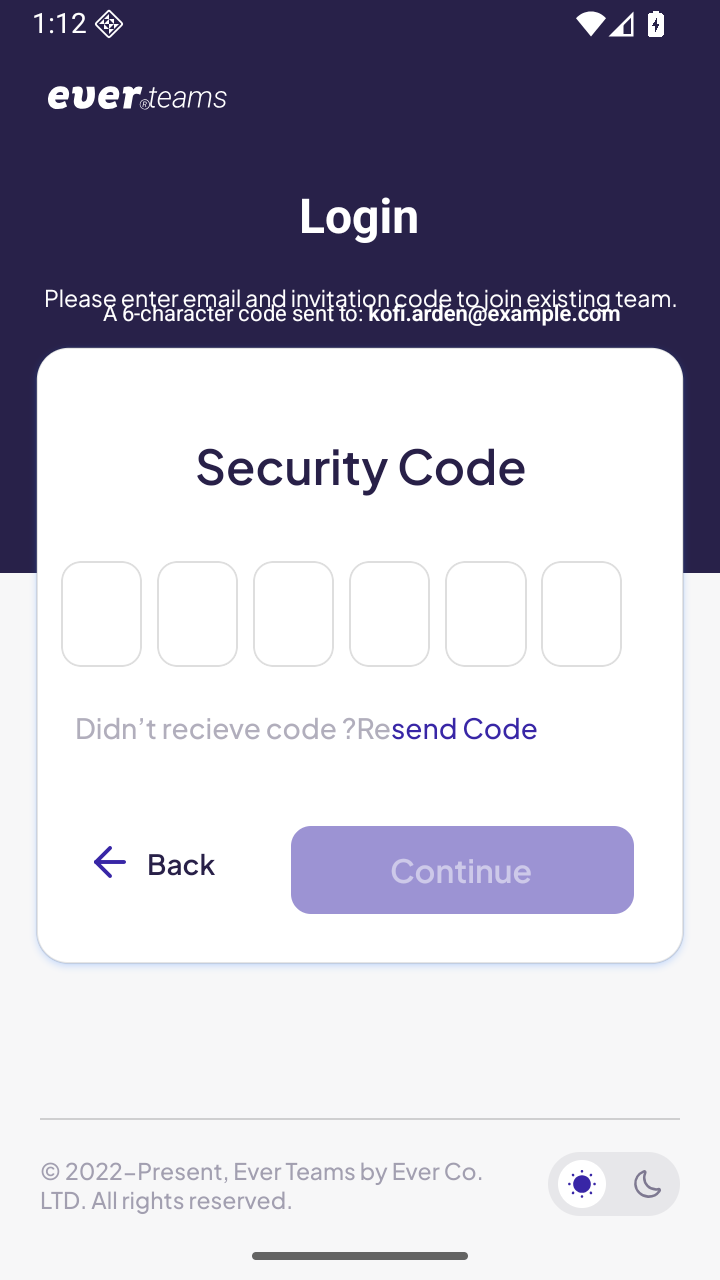 1:12
ever® teams
Login
Please enter email and invitation code to join existing team.
A 6-character code sent to: kofi.arden@example.com
Security Code
Didn’t recieve code ?Resend Code
Back
Continue
© 2022-Present, Ever Teams by Ever Co.
LTD. All rights reserved.